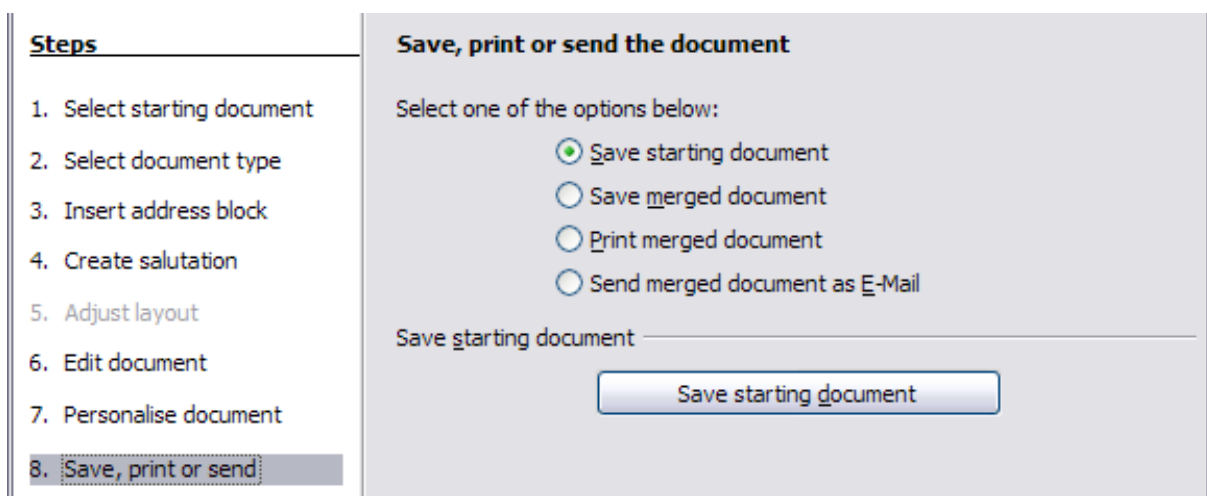 Steps
1. Select starting document
2. Select document type
3. Insert address block
4. Create salutation
5. Adjust layout
6. Edit document
7. Personalise document
8. Save, print or send
Save, print or send the document
Select one of the options below:
Save starting document
Save merged document
Print merged document
Send merged document as E-Mail
Save starting document
Save starting document